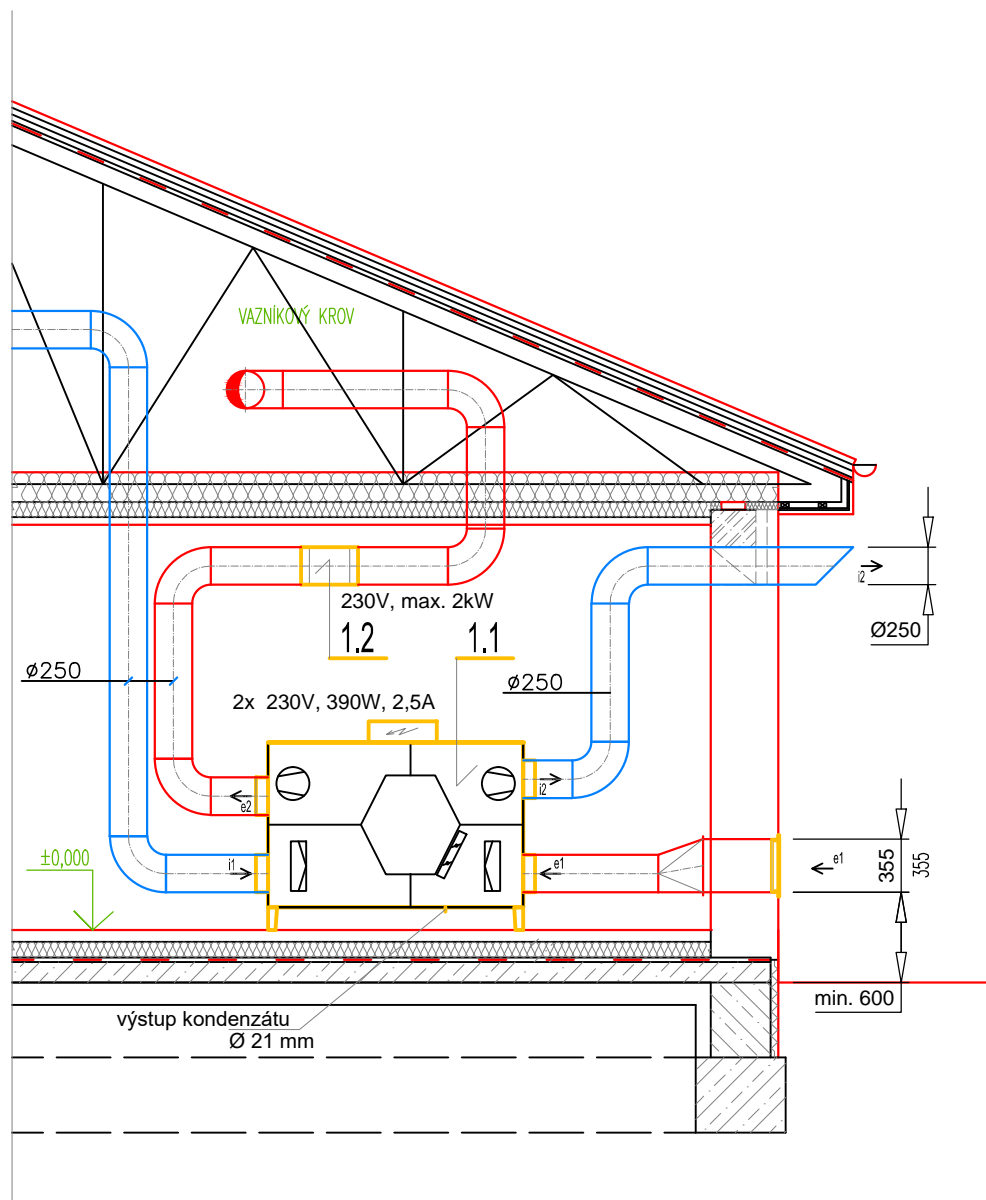 VAZNÍKOVÝ KROV
i2
230V, max. 2kW
Ø250
1.2
1.1
ø250
ø250
2x 230V, 390W, 2,5A
i2
e2
±0,000
i1
e1
e1
355
355
min. 600
výstup kondenzátu
Ø 21 mm